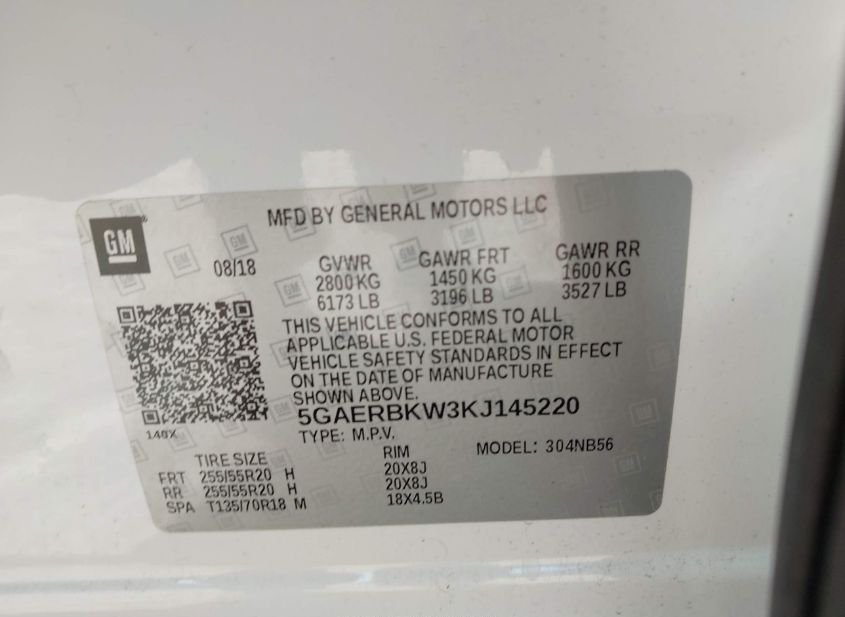 MFD BY GENERAL MOTORS LLC
GM
08/18
GVWR GAWR FRT GAWR RR
2800 KG 1450 KG 1600 KG
6173 LB 3196 LB 3527 LB
THIS VEHICLE CONFORMS TO ALL
APPLICABLE U.S. FEDERAL MOTOR
VEHICLE SAFETY STANDARDS IN EFFECT
ON THE DATE OF MANUFACTURE
SHOWN ABOVE.
5GAERBKW3KJ145220
140X
TYPE: M.P.V. MODEL: 304NB56
TIRE SIZE RIM
FRT 255/55R20 H 20X8J
RR 255/55R20 H 20X8J
SPA T135/70R18 M 18X4.5B